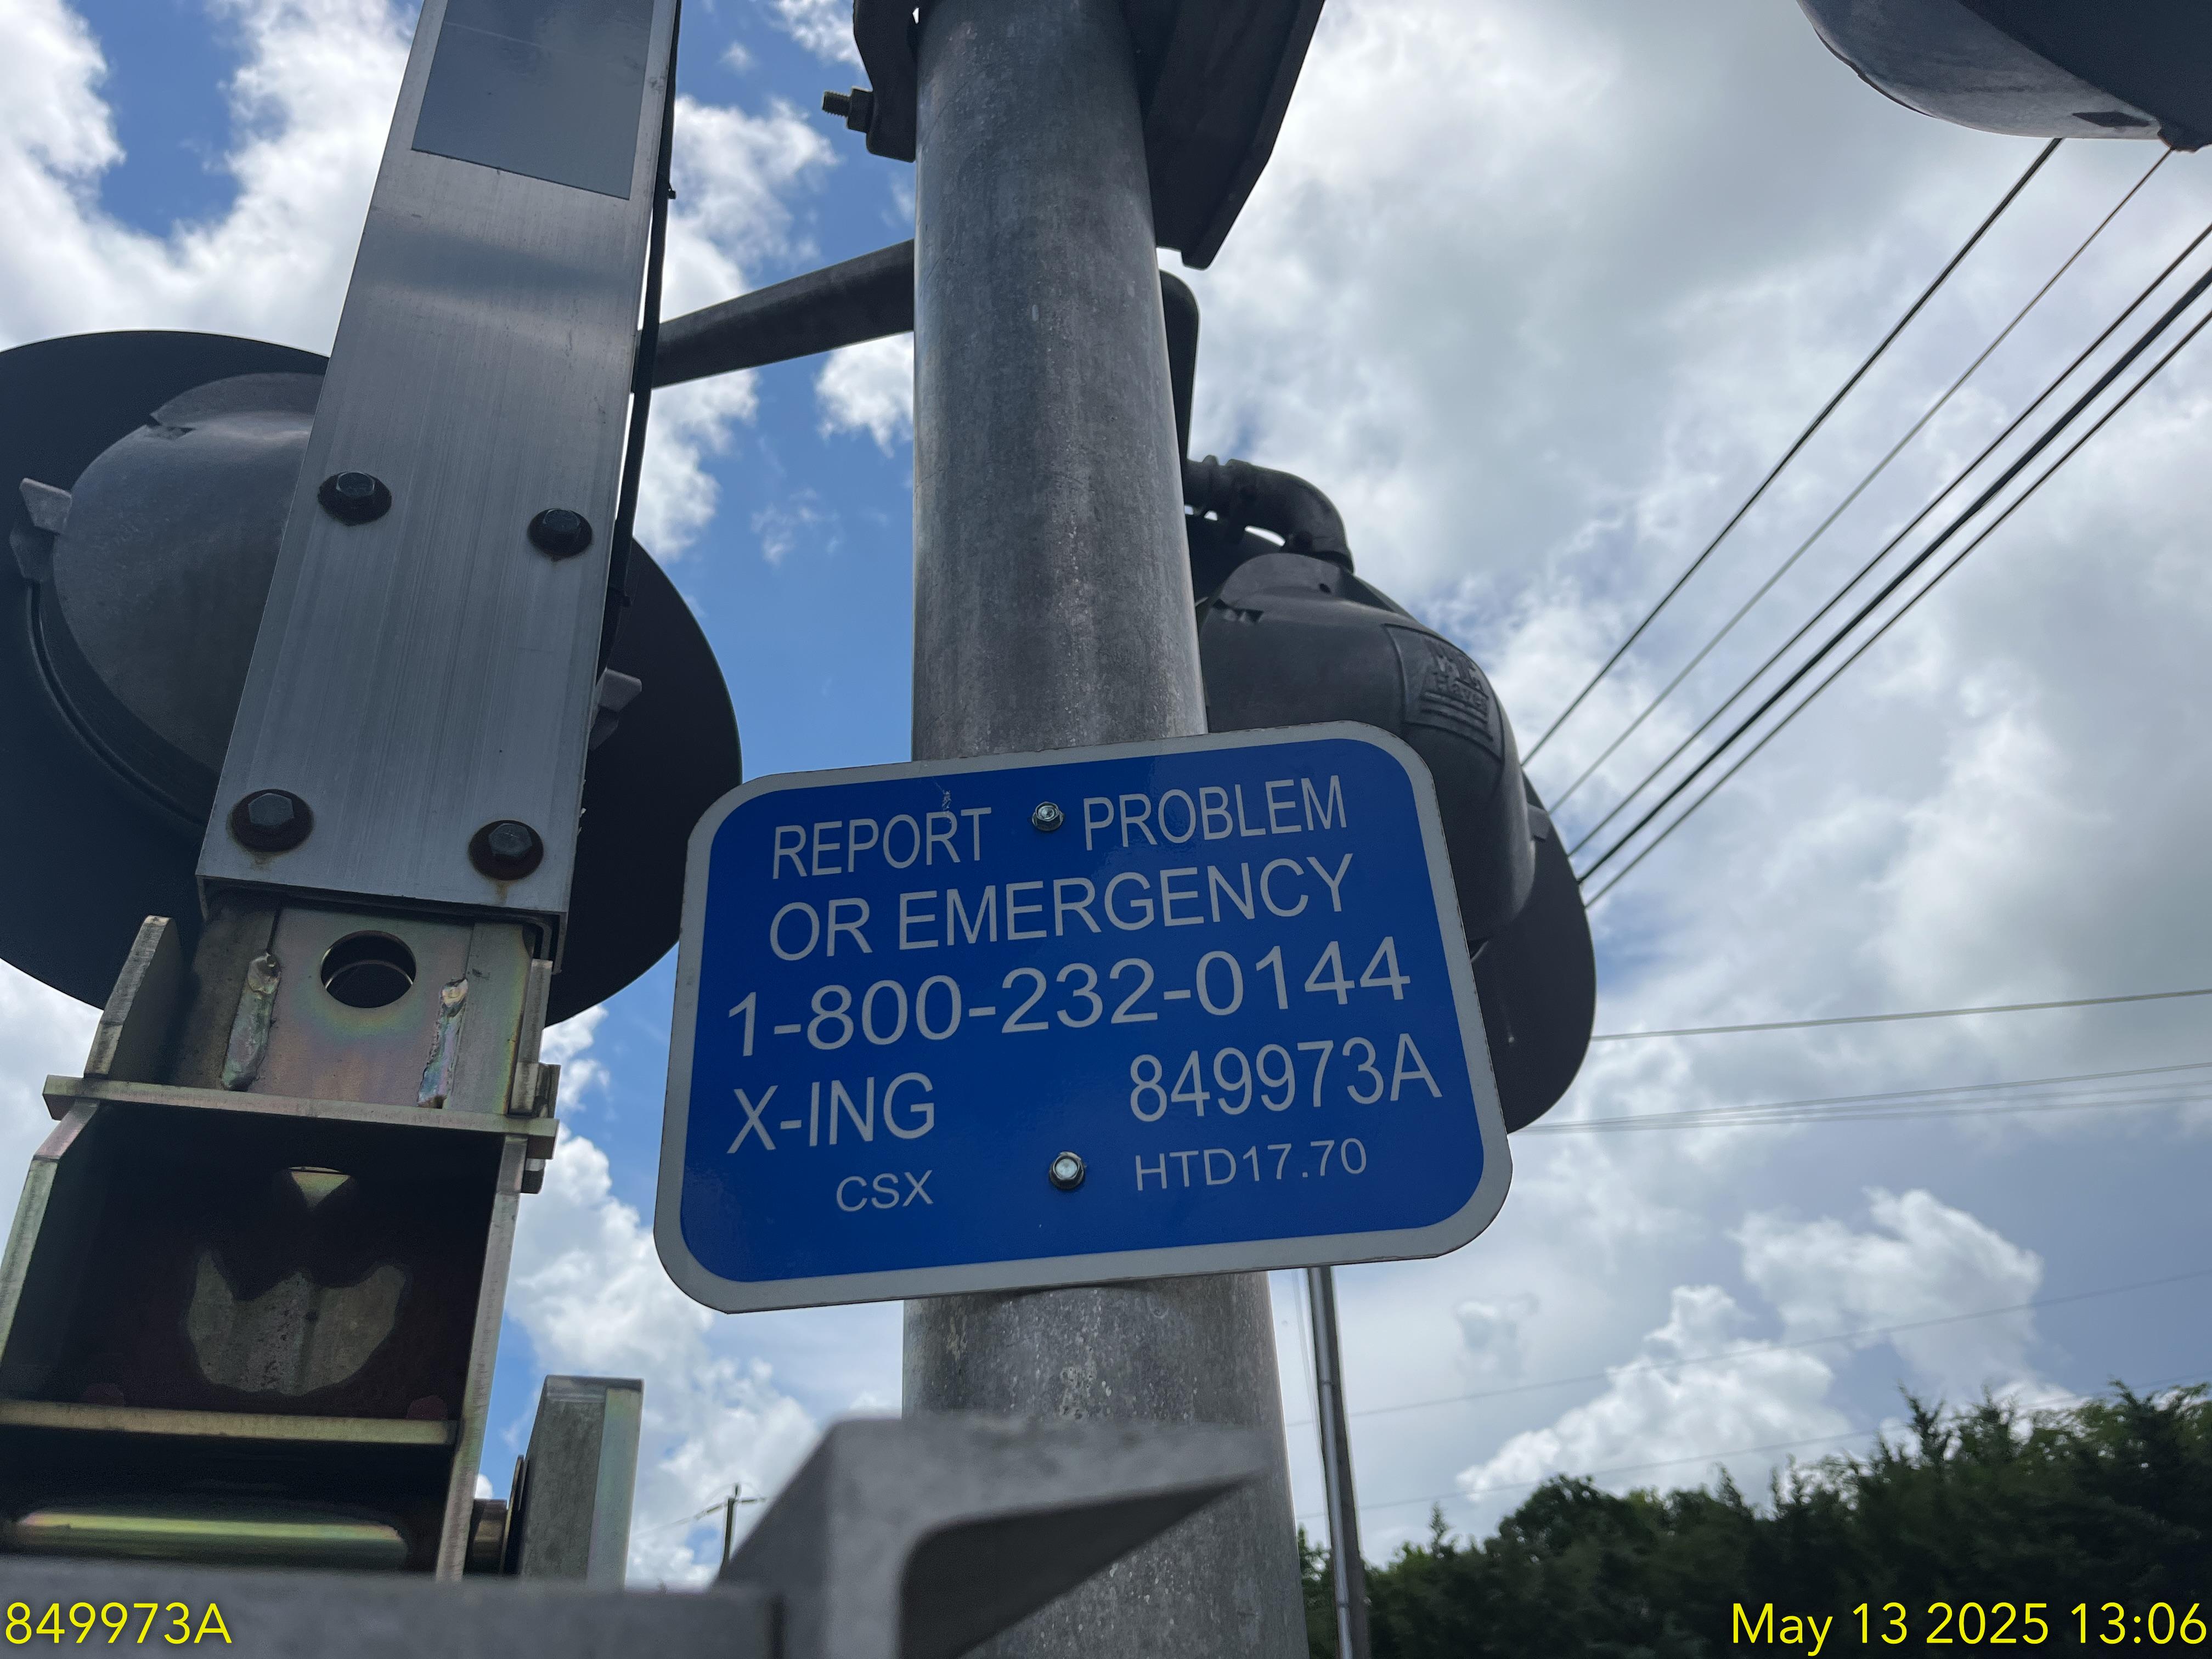 REPORT PROBLEM
OR EMERGENCY
1-800-232-0144
X-ING 849973A
CSX HTD17.70
849973A
May 13 2025 13:06